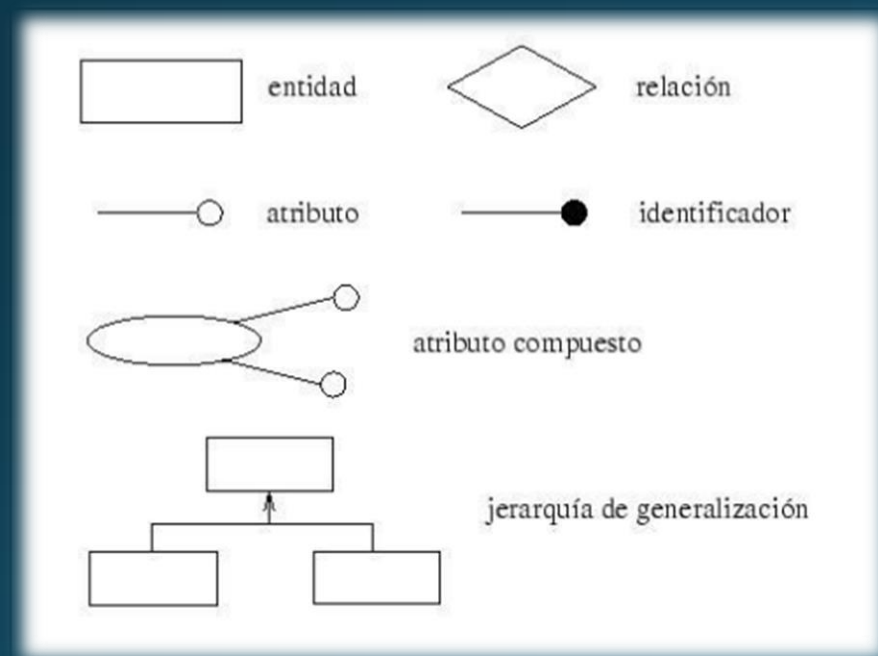 entidad
relación
atributo
identificador
atributo compuesto
jerarquía de generalización